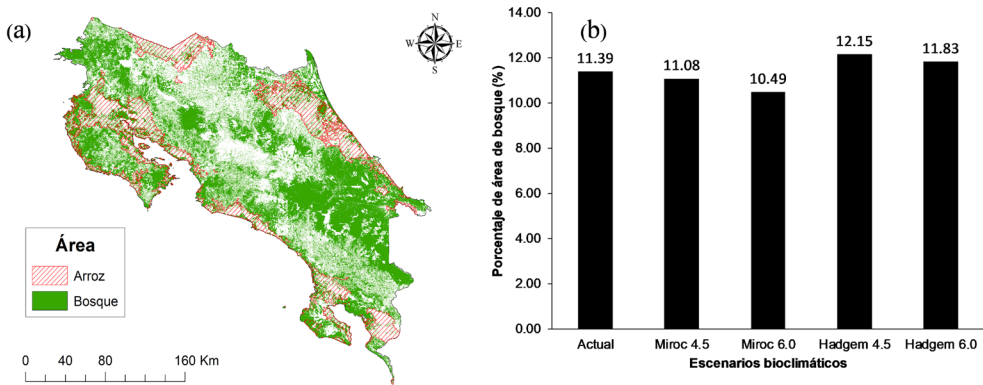 (a)
N
W
E
S
Área
Arroz
Bosque
0 40 80 160 Km
(b)
Porcentaje de área de bosque (%)
14.00
12.00
10.00
8.00
6.00
4.00
2.00
0.00
11.39
11.08
10.49
12.15
11.83
Actual Miroc 4.5 Miroc 6.0 Hadgem 4.5 Hadgem 6.0
Escenarios bioclimáticos